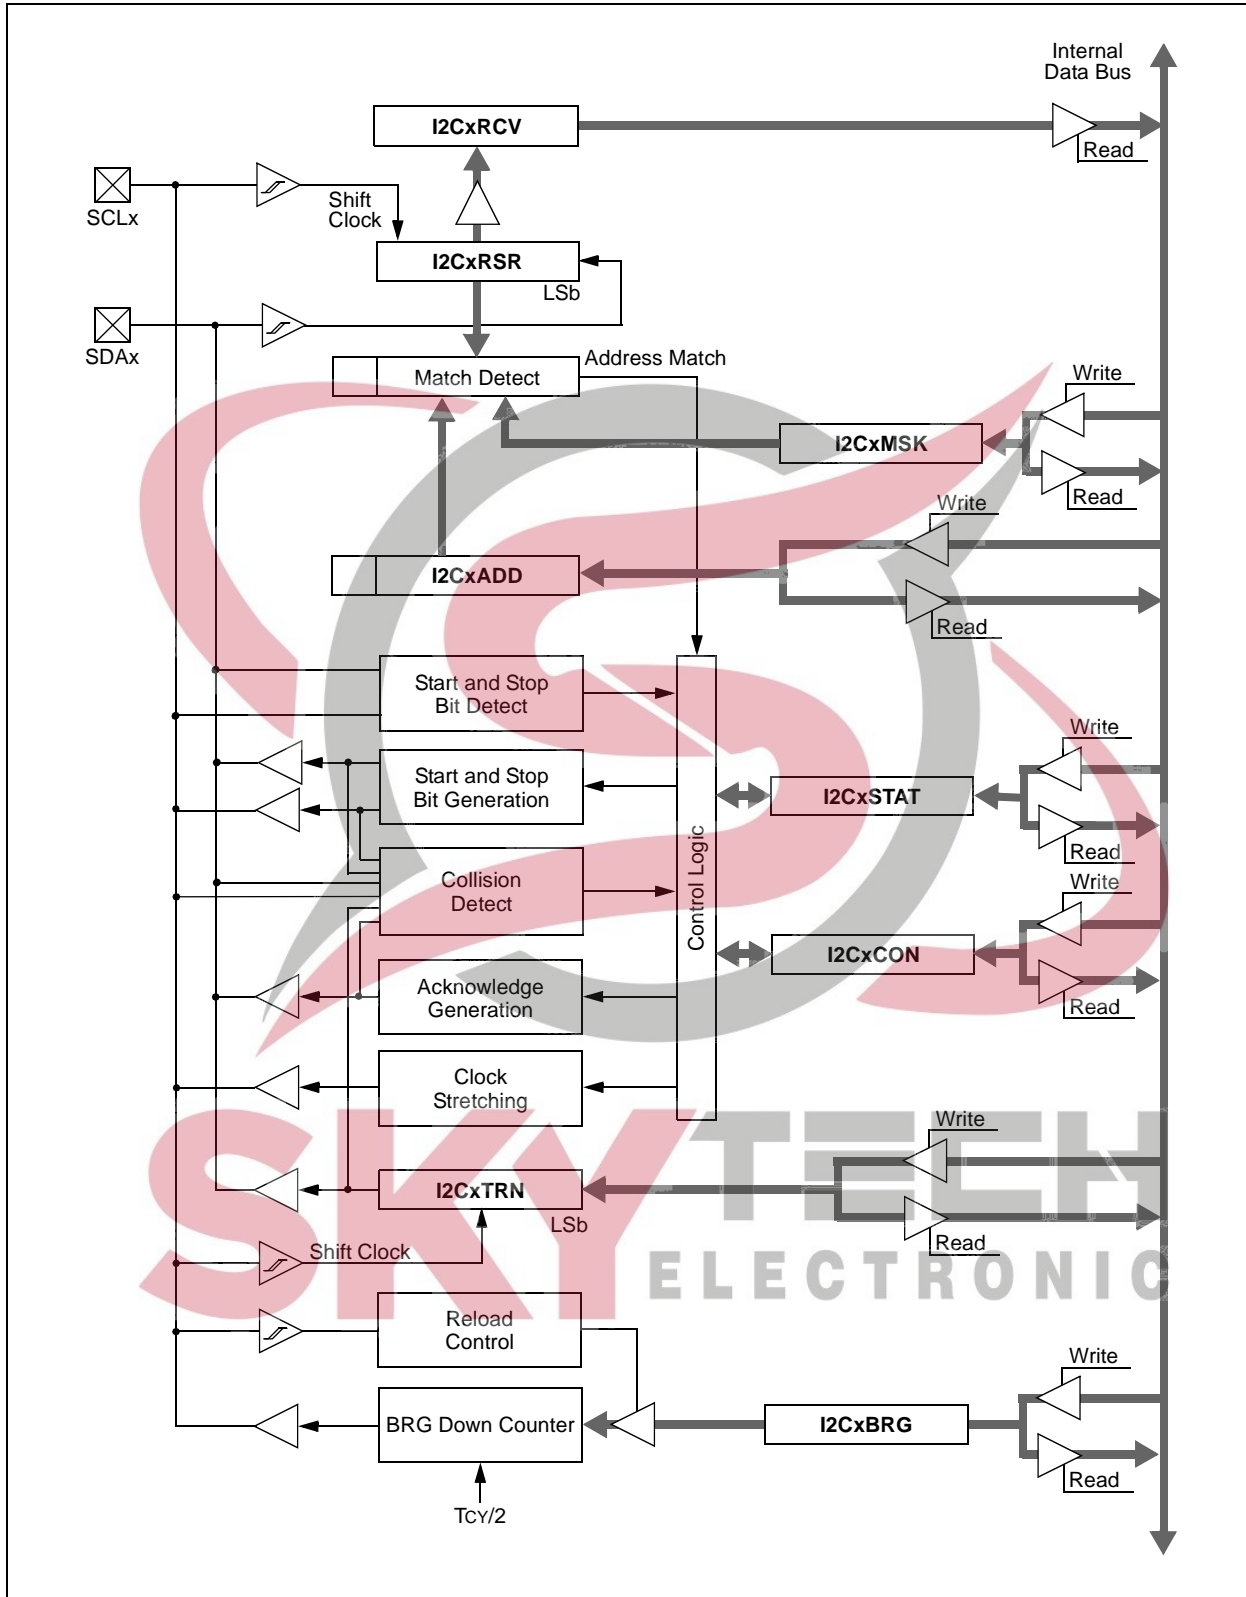 Internal
Data Bus
I2CxRCV
Read
SCLx
Shift
Clock
I2CxRSR
LSb
SDAx
Address Match
Match Detect
Write
I2CxMSK
Read
Write
I2CxADD
Read
Start and Stop
Bit Detect
Write
Start and Stop
Bit Generation
I2CxSTAT
Read
Control Logic
Collision
Detect
Write
I2CxCON
Read
Acknowledge
Generation
Clock
Stretching
SKYTECH
ELECTRONIC
Write
I2CxTRN
LSb
Read
Shift Clock
Reload
Control
Write
BRG Down Counter
I2CxBRG
Read
TCY/2